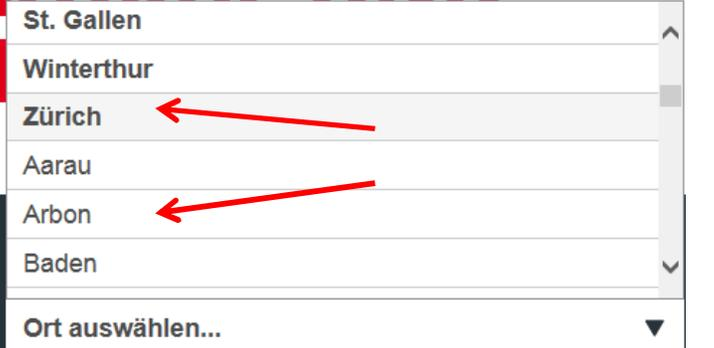 St. Gallen
Winterthur
Zürich
Aarau
Arbon
Baden
Ort auswählen...